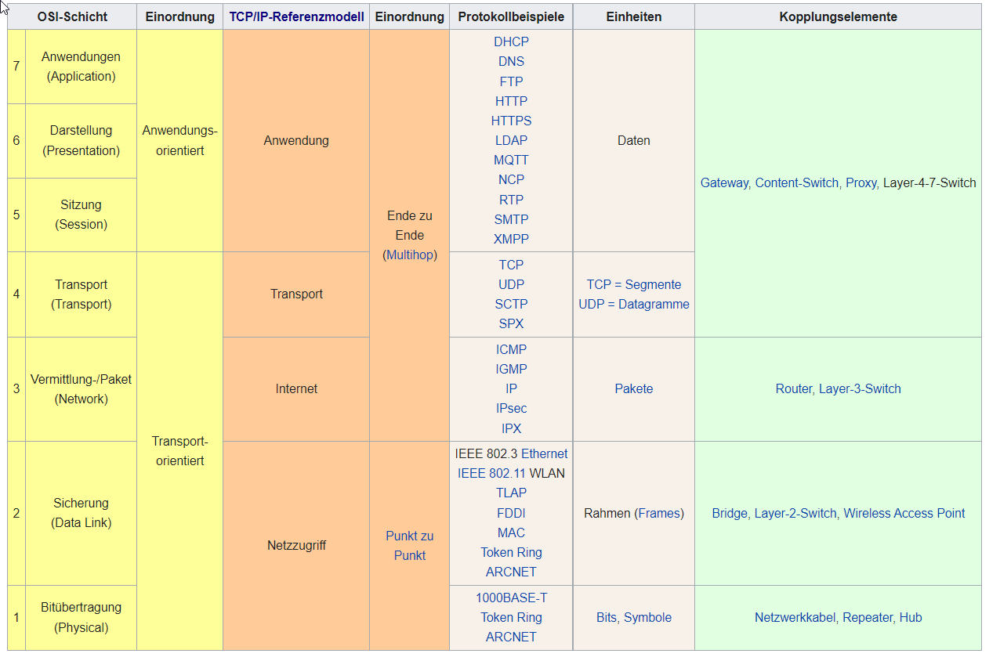 OSI-Schicht Einordnung TCP/IP-Referenzmodell Einordnung Protokollbeispiele Einheiten Kopplungselemente
7
Anwendungen
(Application)
Anwendungs-
orientiert
Anwendung
Ende zu
Ende
(Multihop)
DHCP
DNS
FTP
HTTP
HTTPS
LDAP
MQTT
NCP
RTP
SMTP
XMPP
Daten
Gateway, Content-Switch, Proxy, Layer-4-7-Switch
6
Darstellung
(Presentation)
5
Sitzung
(Session)
4
Transport
(Transport)
Transport-
orientiert
Transport
TCP
UDP
SCTP
SPX
TCP = Segmente
UDP = Datagramme
3
Vermittlung-/Paket
(Network)
Internet
ICMP
IGMP
IP
IPsec
IPX
Pakete
Router, Layer-3-Switch
2
Sicherung
(Data Link)
Netzzugriff
Punkt zu
Punkt
IEEE 802.3 Ethernet
IEEE 802.11 WLAN
TLAP
FDDI
MAC
Token Ring
ARCNET
Rahmen (Frames)
Bridge, Layer-2-Switch, Wireless Access Point
1
Bitübertragung
(Physical)
1000BASE-T
Token Ring
ARCNET
Bits, Symbole
Netzwerkkabel, Repeater, Hub